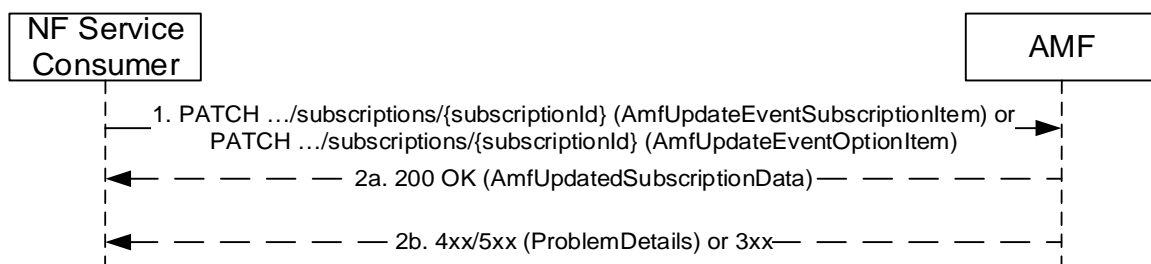 NF Service
Consumer
AMF
1. PATCH …/subscriptions/{subscriptionId} (AmfUpdateEventSubscriptionItem) or
PATCH …/subscriptions/{subscriptionId} (AmfUpdateEventOptionItem)
2a. 200 OK (AmfUpdatedSubscriptionData)
2b. 4xx/5xx (ProblemDetails) or 3xx